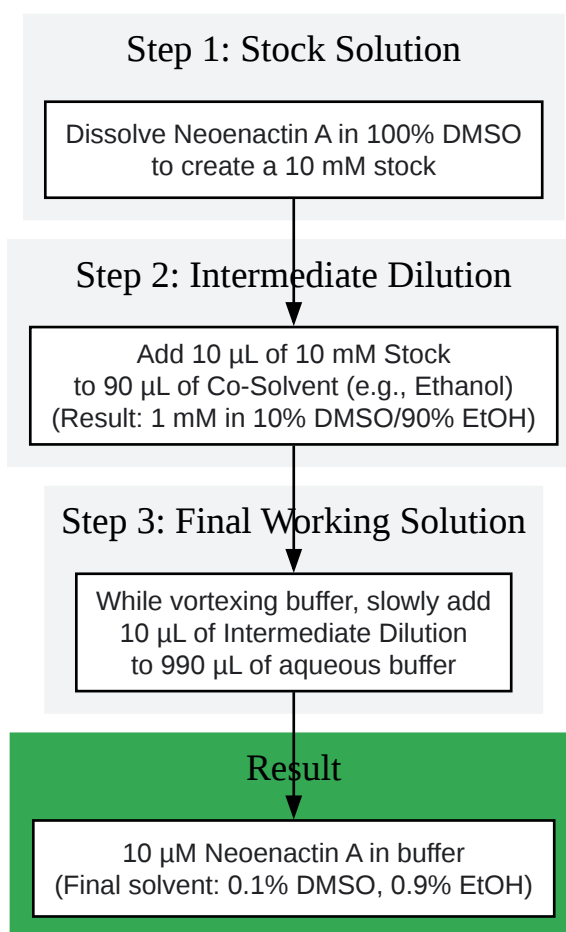 Step 1: Stock Solution
Dissolve Neoenactin A in 100% DMSO
to create a 10 mM stock
Step 2: Intermediate Dilution
Add 10 µL of 10 mM Stock
to 90 µL of Co-Solvent (e.g., Ethanol)
(Result: 1 mM in 10% DMSO/90% EtOH)
Step 3: Final Working Solution
While vortexing buffer, slowly add
10 µL of Intermediate Dilution
to 990 µL of aqueous buffer
Result
10 µM Neoenactin A in buffer
(Final solvent: 0.1% DMSO, 0.9% EtOH)